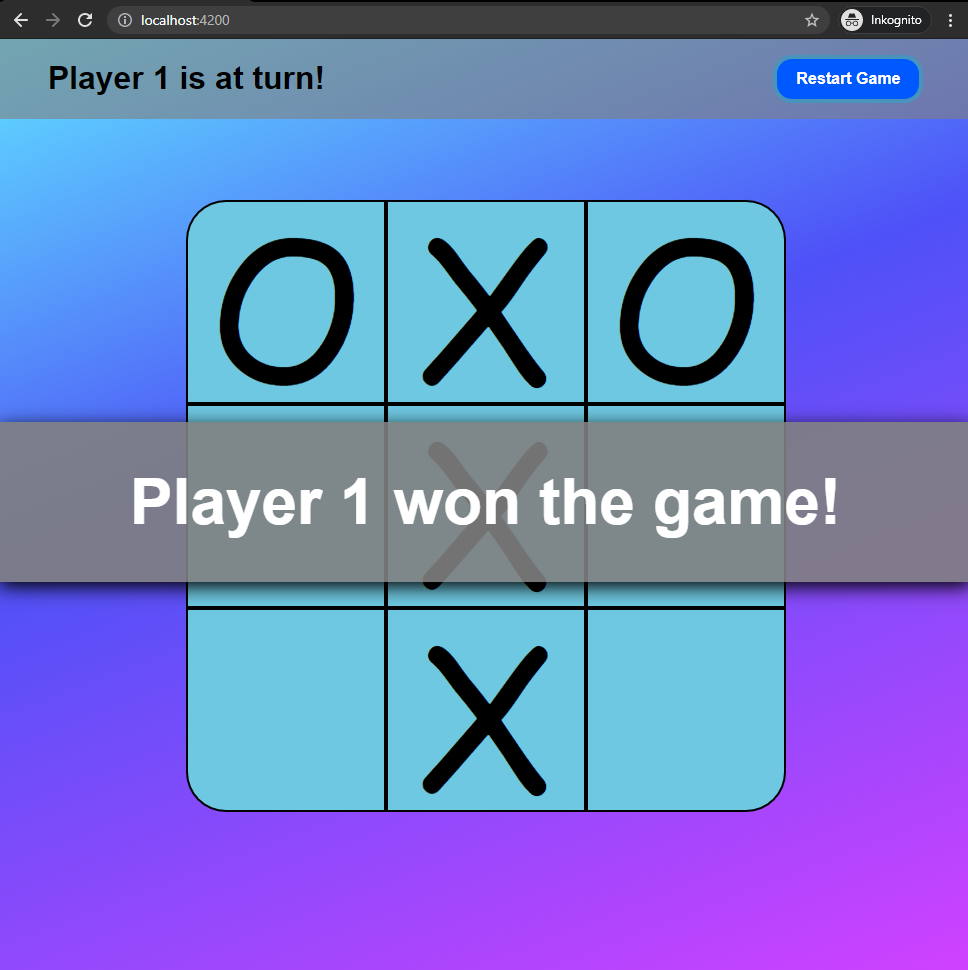 localhost:4200
Inkognito
Player 1 is at turn!
Restart Game
O X O
X
Player 1 won the game!
X